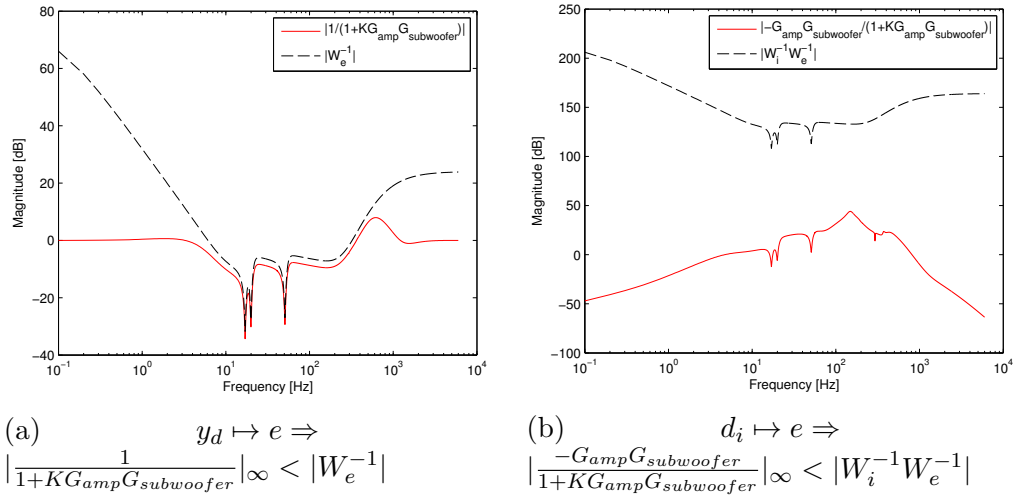 |1/(1+KG_amp G_subwoofer)|
|W_e^-1|
80
60
40
20
0
−20
−40
Magnitude [dB]
10^−1
10^0
10^1
10^2
10^3
10^4
Frequency [Hz]
|−G_amp G_subwoofer/(1+KG_amp G_subwoofer)|
|W_i^-1 W_e^-1|
250
200
150
100
50
0
−50
−100
Magnitude [dB]
10^−1
10^0
10^1
10^2
10^3
10^4
Frequency [Hz]
(a) y_d ↦ e ⇒
|1/(1+KG_amp G_subwoofer)|_∞ < |W_e^-1|
(b) d_i ↦ e ⇒
|−G_amp G_subwoofer/(1+KG_amp G_subwoofer)|_∞ < |W_i^-1 W_e^-1|